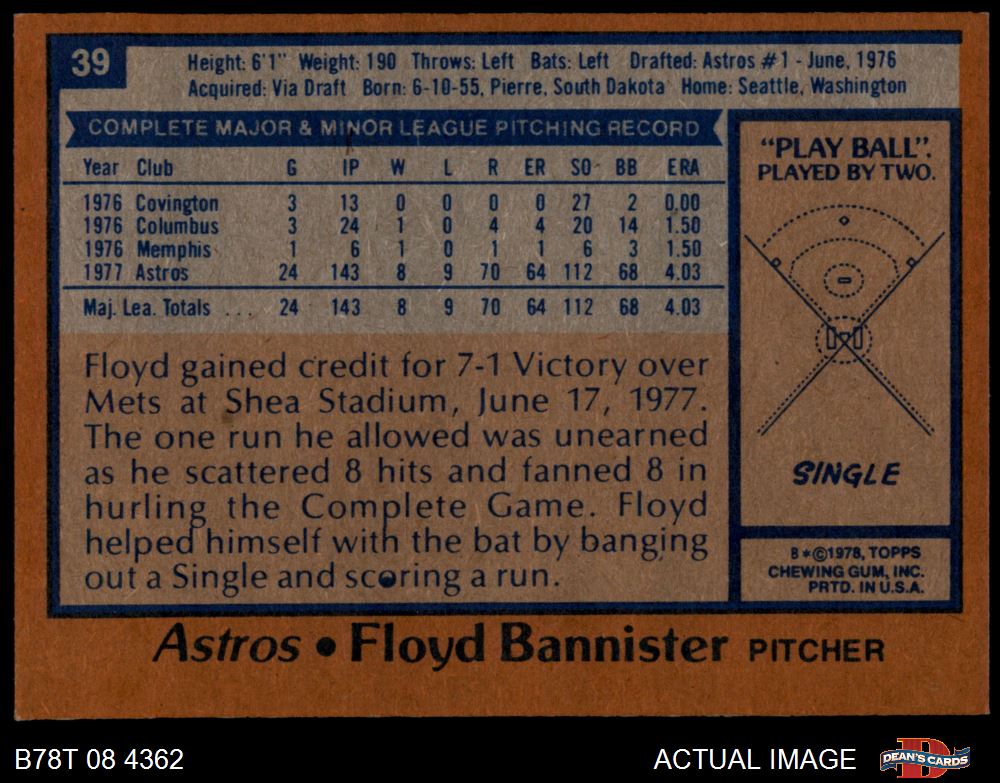 39
Height: 6'1" Weight: 190 Throws: Left Bats: Left Drafted: Astros #1 - June, 1976
Acquired: Via Draft Born: 6-10-55, Pierre, South Dakota Home: Seattle, Washington
COMPLETE MAJOR & MINOR LEAGUE PITCHING RECORD
Year Club G IP W L R ER SO BB ERA
1976 Covington 3 13 0 0 0 0 27 2 0.00
1976 Columbus 3 24 1 0 4 4 20 14 1.50
1976 Memphis 1 6 1 0 1 1 6 3 1.50
1977 Astros 24 143 8 9 70 64 112 68 4.03
Maj. Lea. Totals ... 24 143 8 9 70 64 112 68 4.03
Floyd gained credit for 7-1 Victory over
Mets at Shea Stadium, June 17, 1977.
The one run he allowed was unearned
as he scattered 8 hits and fanned 8 in
hurling the Complete Game. Floyd
helped himself with the bat by banging
out a Single and scoring a run.
"PLAY BALL".
PLAYED BY TWO.
SINGLE
B*©1978, TOPPS
CHEWING GUM, INC.
PRTD. IN U.S.A.
Astros • Floyd Bannister PITCHER
B78T 08 4362
ACTUAL IMAGE
DEAN'S CARDS